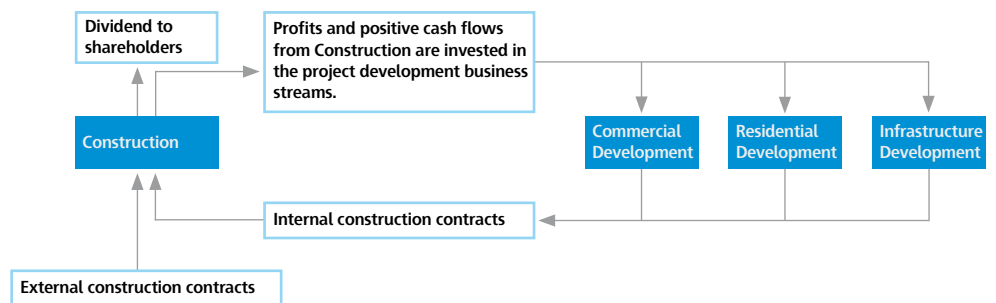 Dividend to
shareholders
Profits and positive cash flows
from Construction are invested in
the project development business
streams.
Construction
Commercial
Development
Residential
Development
Infrastructure
Development
Internal construction contracts
External construction contracts